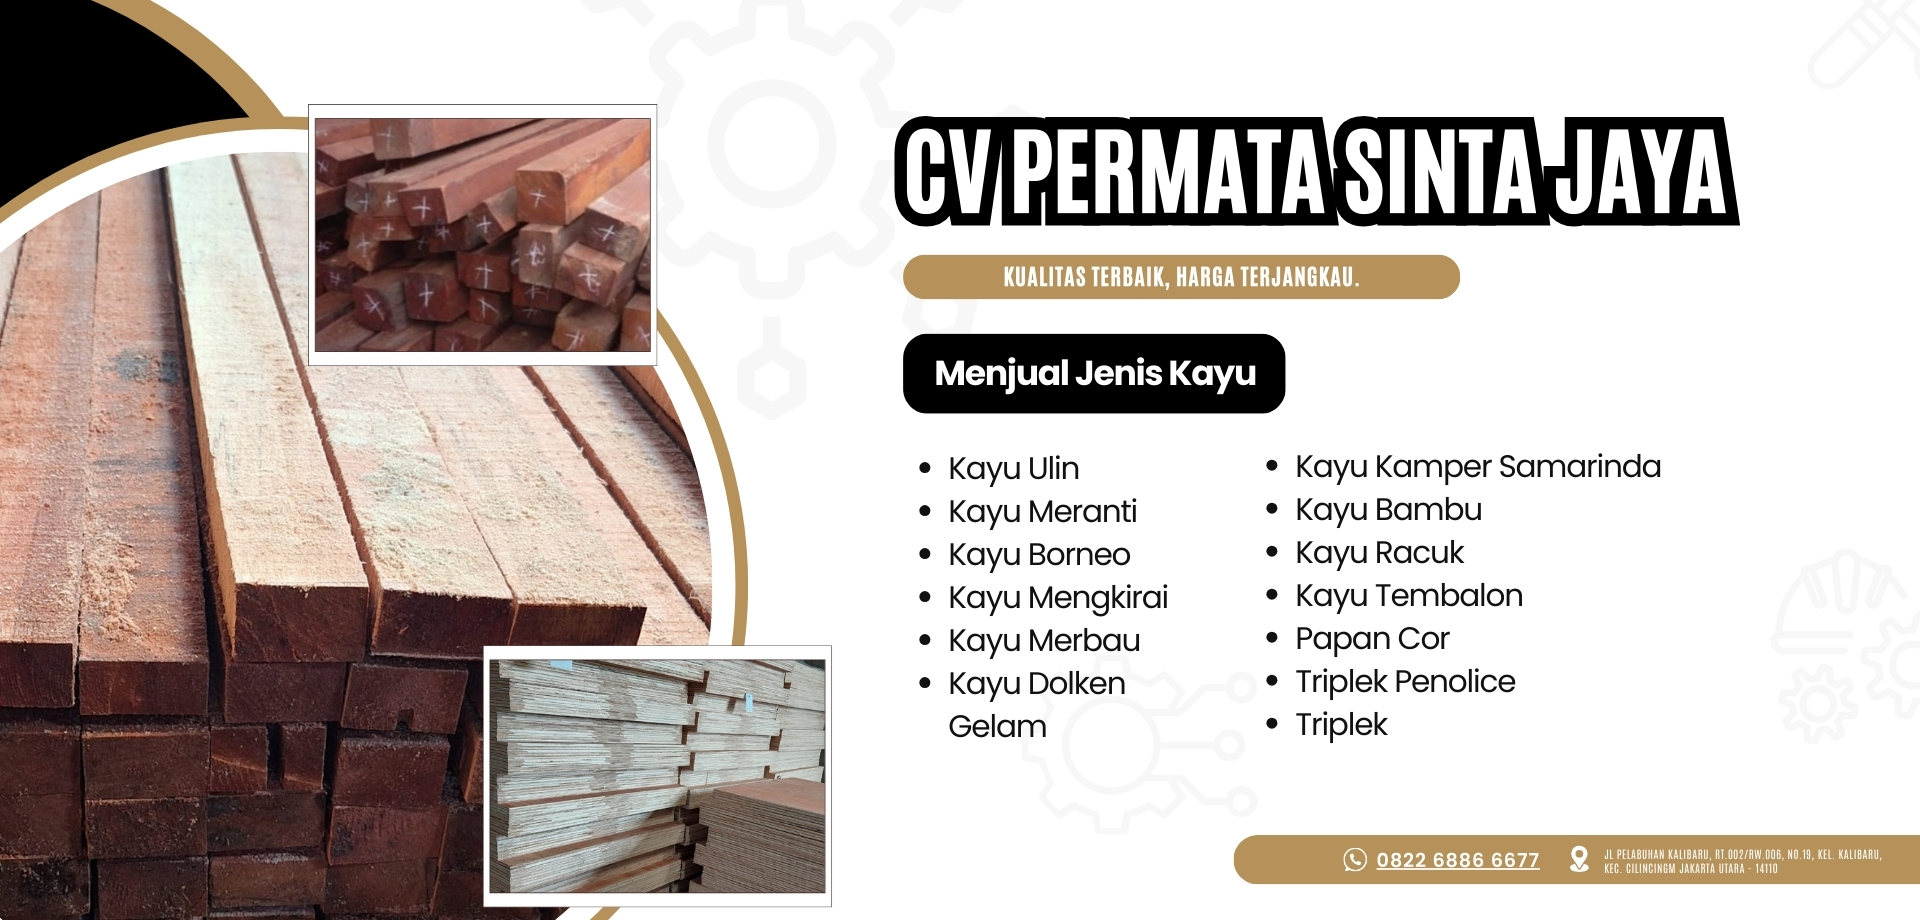 CV PERMATA SINTA JAYA
KUALITAS TERBAIK, HARGA TERJANGKAU.
Menjual Jenis Kayu
Kayu Ulin
Kayu Meranti
Kayu Borneo
Kayu Mengkirai
Kayu Merbau
Kayu Dolken
Gelam
Kayu Kamper Samarinda
Kayu Bambu
Kayu Racuk
Kayu Tembalon
Papan Cor
Triplek Penolice
Triplek
0822 6886 6677
JL PELABUHAN KALIBARU, RT.002/RW.006, NO.19, KEL. KALIBARU,
KEC. CILINCINGM JAKARTA UTARA - 14110